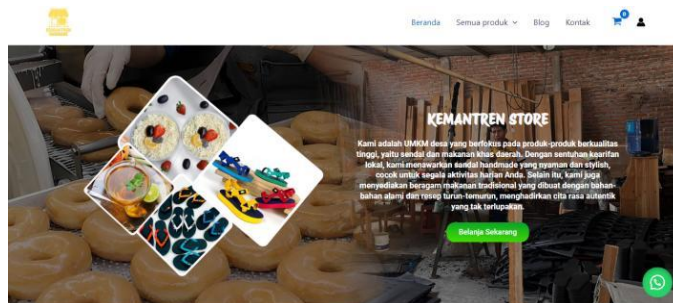 Beranda
Semua produk
Blog
Kontak
0
KEMANTREN STORE
Kami adalah UMKM desa yang berfokus pada produk-produk berkualitas
tinggi, yaitu sendal dan makanan khas daerah. Dengan sentuhan kearifan
lokal, kami menawarkan sandal handmade yang nyaman dan stylish,
cocok untuk segala aktivitas harian Anda. Selain itu, kami juga
menyediakan beragam makanan tradisional yang dibuat dengan bahan-
bahan alami dan resep turun-temurun, menghadirkan cita rasa autentik
yang tak terlupakan.
Belanja Sekarang